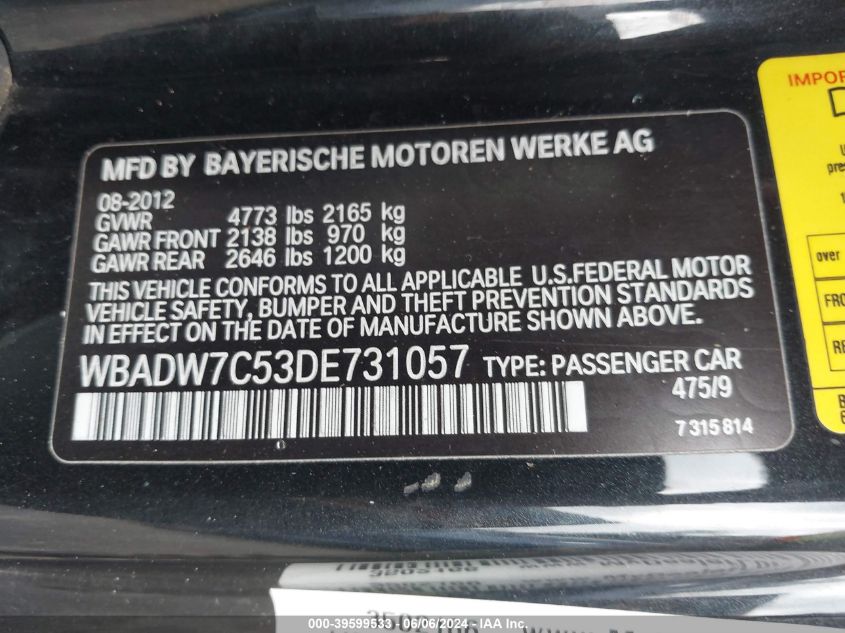 MFD BY BAYERISCHE MOTOREN WERKE AG
08-2012
GVWR 4773 lbs 2165 kg
GAWR FRONT 2138 lbs 970 kg
GAWR REAR 2646 lbs 1200 kg
THIS VEHICLE CONFORMS TO ALL APPLICABLE U.S.FEDERAL MOTOR
VEHICLE SAFETY, BUMPER AND THEFT PREVENTION STANDARDS
IN EFFECT ON THE DATE OF MANUFACTURE SHOWN ABOVE.
WBADW7C53DE731057 TYPE: PASSENGER CAR
475/9
7 315 814
over
000-39599533 - 06/06/2024 - IAAI.com